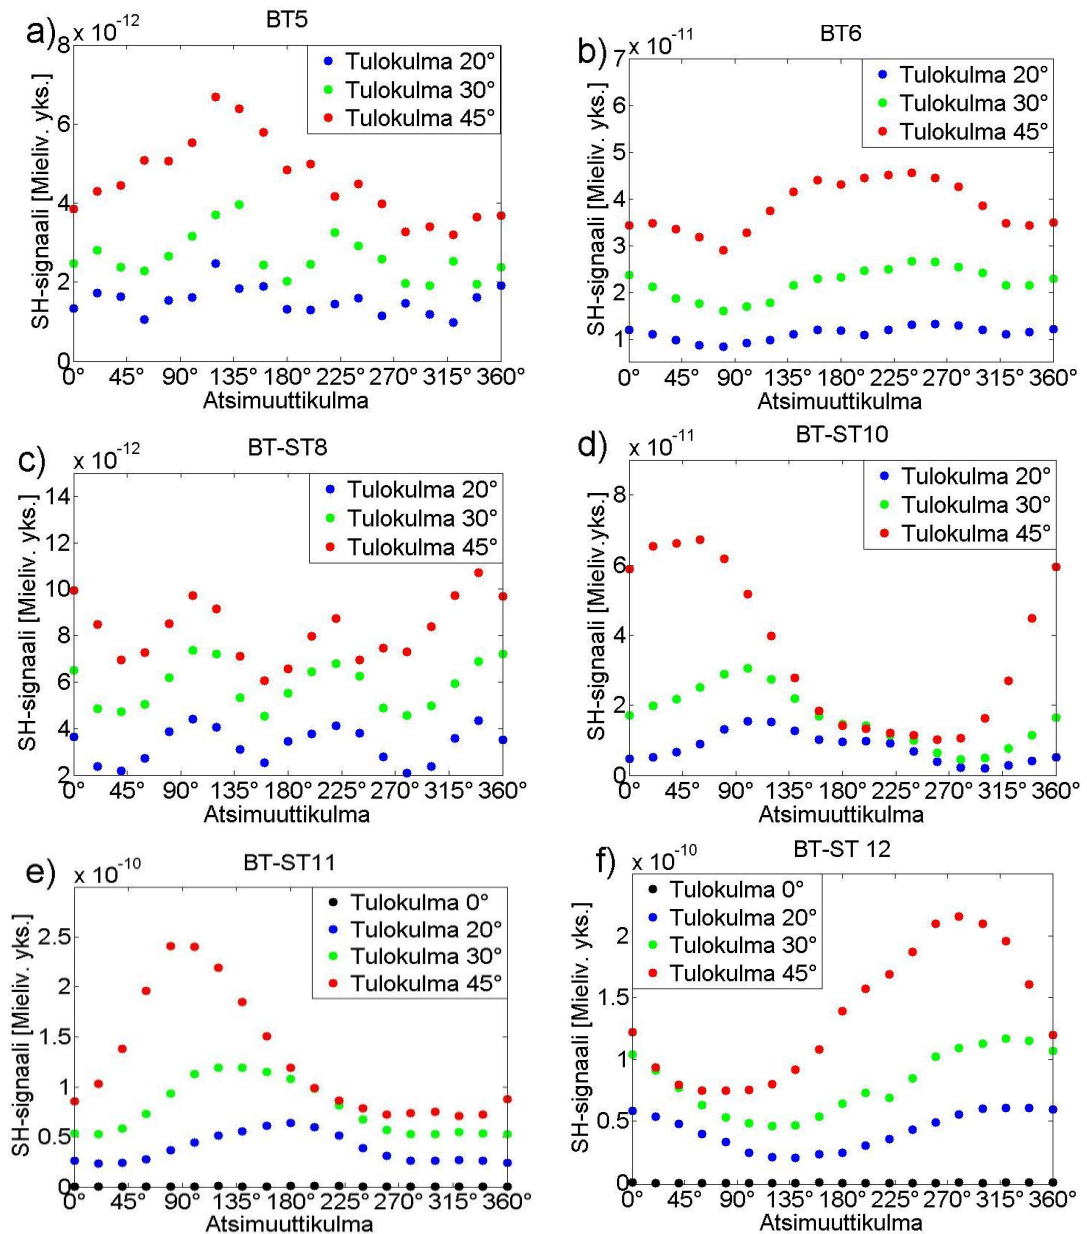 a)
x 10⁻¹²
BT5
8
6
4
2
0
SH-signaali [Mieliv. yks.]
Tulokulma 20°
Tulokulma 30°
Tulokulma 45°
0° 45° 90° 135° 180° 225° 270° 315° 360°
Atsimuuttikulma
b)
x 10⁻¹¹
BT6
7
6
5
4
3
2
1
SH-signaali [Mieliv. yks.]
Tulokulma 20°
Tulokulma 30°
Tulokulma 45°
0° 45° 90° 135° 180° 225° 270° 315° 360°
Atsimuuttikulma
c)
x 10⁻¹²
BT-ST8
14
12
10
8
6
4
2
SH-signaali [Mieliv.yks.]
Tulokulma 20°
Tulokulma 30°
Tulokulma 45°
0° 45° 90° 135° 180° 225° 270° 315° 360°
Atsimuuttikulma
d)
x 10⁻¹¹
BT-ST10
8
6
4
2
0
SH-signaali [Mieliv.yks.]
Tulokulma 20°
Tulokulma 30°
Tulokulma 45°
0° 45° 90° 135° 180° 225° 270° 315° 360°
Atsimuuttikulma
e)
x 10⁻¹⁰
BT-ST11
2.5
2
1.5
1
0.5
0
SH-signaali [Mieliv. yks.]
Tulokulma 0°
Tulokulma 20°
Tulokulma 30°
Tulokulma 45°
0° 45° 90° 135° 180° 225° 270° 315° 360°
Atsimuuttikulma
f)
x 10⁻¹⁰
BT-ST 12
2
1.5
1
0.5
0
SH-signaali [Mieliv. yks.]
Tulokulma 0°
Tulokulma 20°
Tulokulma 30°
Tulokulma 45°
0° 45° 90° 135° 180° 225° 270° 315° 360°
Atsimuuttikulma